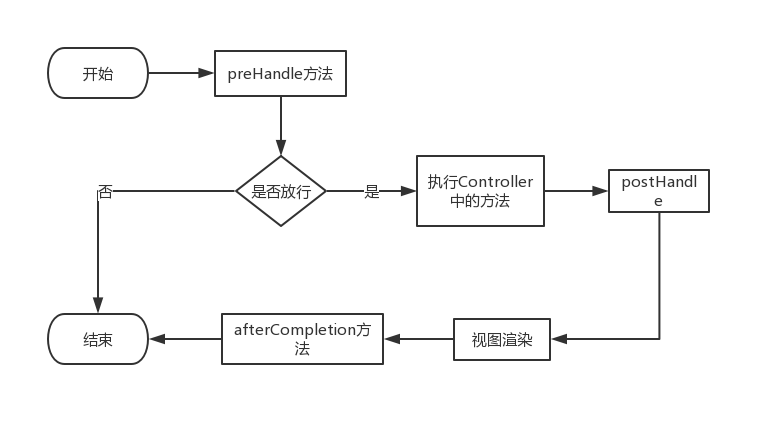 开始
preHandle方法
否
是否放行
是
执行Controller
中的方法
postHandl
e
结束
afterCompletion方
法
视图渲染